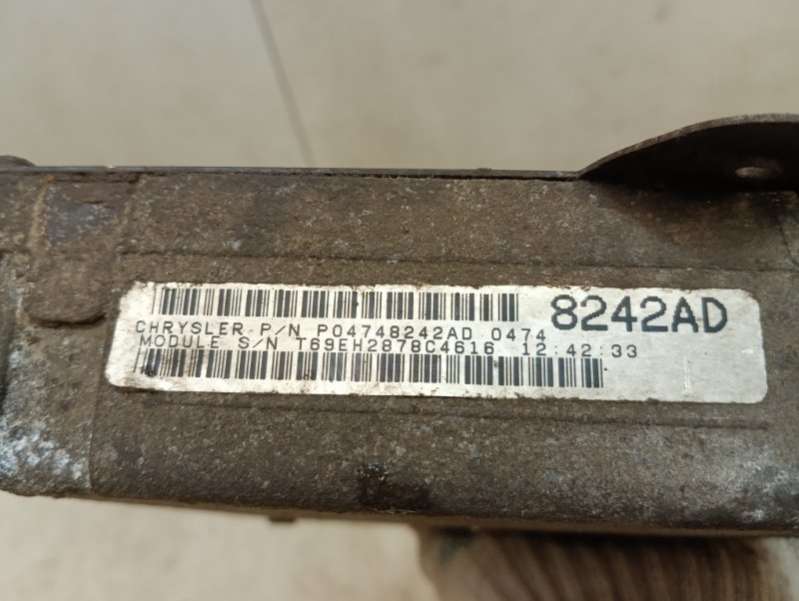 8242AD
CHRYSLER P/N P04748242AD 0474
MODULE S/N T69EH2878C4616 12:42:33